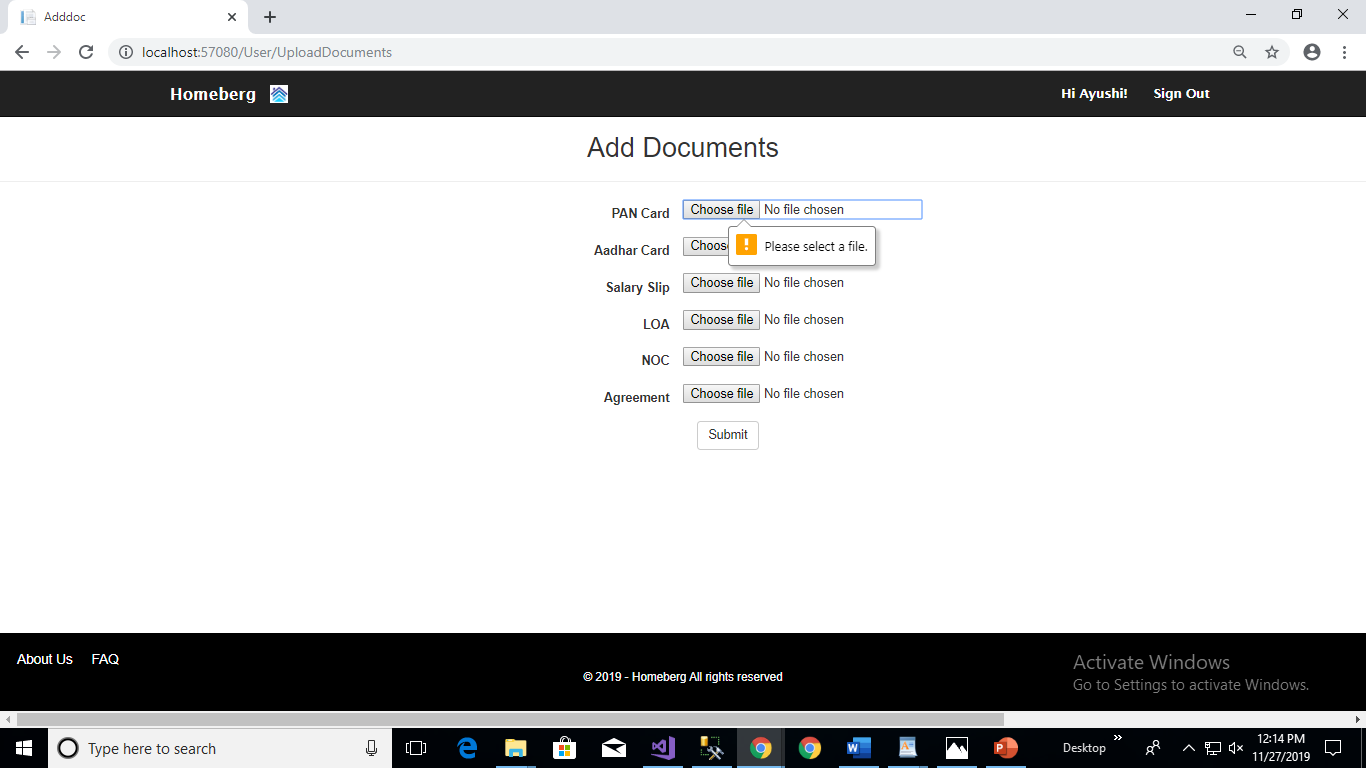 Adddoc
localhost:57080/User/UploadDocuments
Homeberg
Hi Ayushi! Sign Out
Add Documents
PAN Card Choose file No file chosen
Please select a file.
Aadhar Card Choose
Salary Slip Choose file No file chosen
LOA Choose file No file chosen
NOC Choose file No file chosen
Agreement Choose file No file chosen
Submit
About Us FAQ
© 2019 - Homeberg All rights reserved
Activate Windows
Go to Settings to activate Windows.
Type here to search
Desktop
12:14 PM
11/27/2019